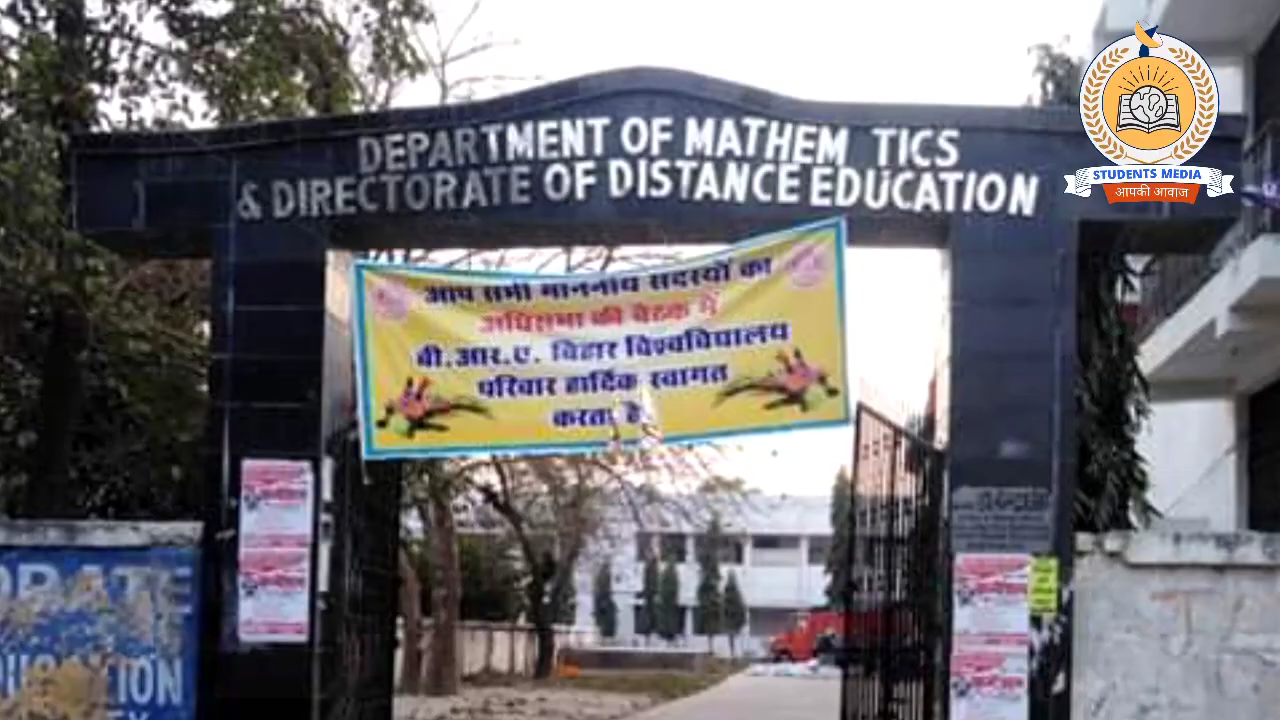 DEPARTMENT OF MATHEM TICS
& DIRECTORATE OF DISTANCE EDUCATION
STUDENTS MEDIA
आपकी आवाज
आप सभी माननीय सदस्यों का
अधिसभा की बैठक में
बी.आर.ए. बिहार विश्वविद्यालय
परिवार हार्दिक स्वागत
करता है
ORATE